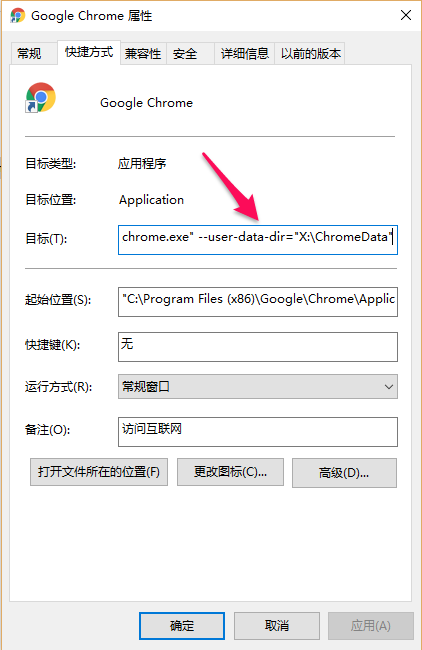 Google Chrome 属性
常规 快捷方式 兼容性 安全 详细信息 以前的版本
Google Chrome
目标类型: 应用程序
目标位置: Application
目标(T): chrome.exe" --user-data-dir="X:\ChromeData"
起始位置(S): "C:\Program Files (x86)\Google\Chrome\Applic
快捷键(K): 无
运行方式(R): 常规窗口
备注(O): 访问互联网
打开文件所在的位置(F) 更改图标(C)... 高级(D)...
确定 取消 应用(A)